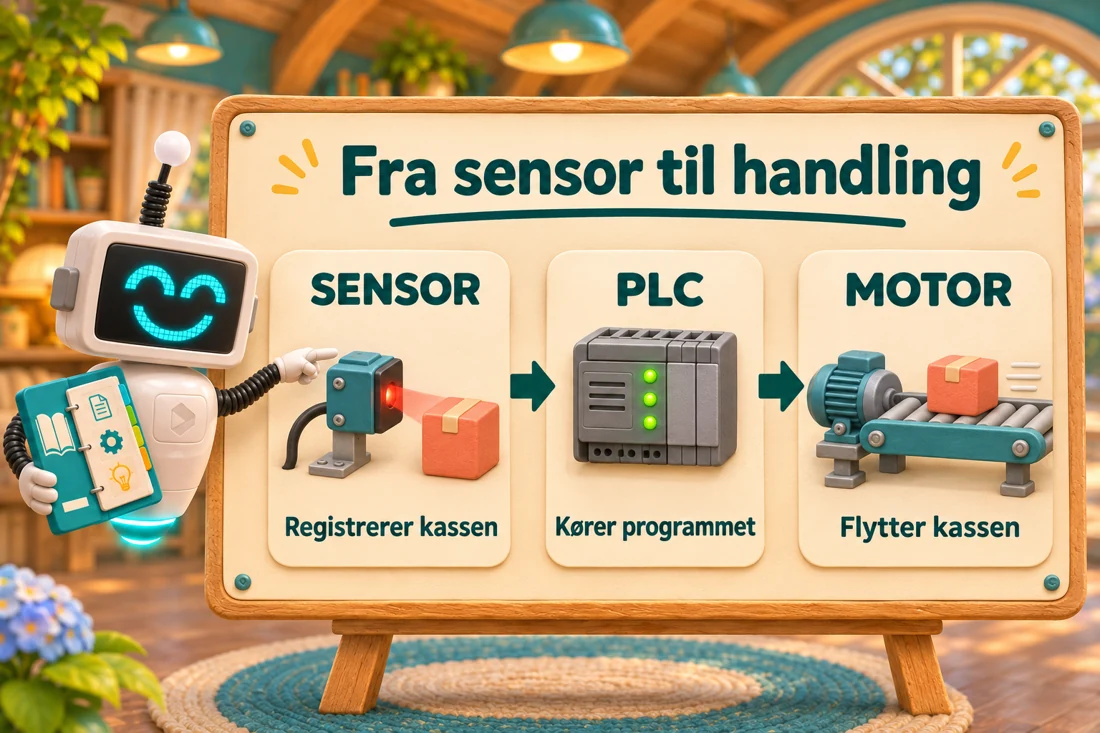 Fra sensor til handling
SENSOR
Registrerer kassen
PLC
Kører programmet
MOTOR
Flytter kassen